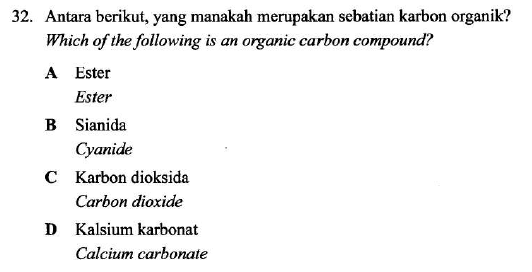 32. Antara berikut, yang manakah merupakan sebatian karbon organik?
Which of the following is an organic carbon compound?
A Ester
Ester
B Sianida
Cyanide
C Karbon dioksida
Carbon dioxide
D Kalsium karbonat
Calcium carbonate